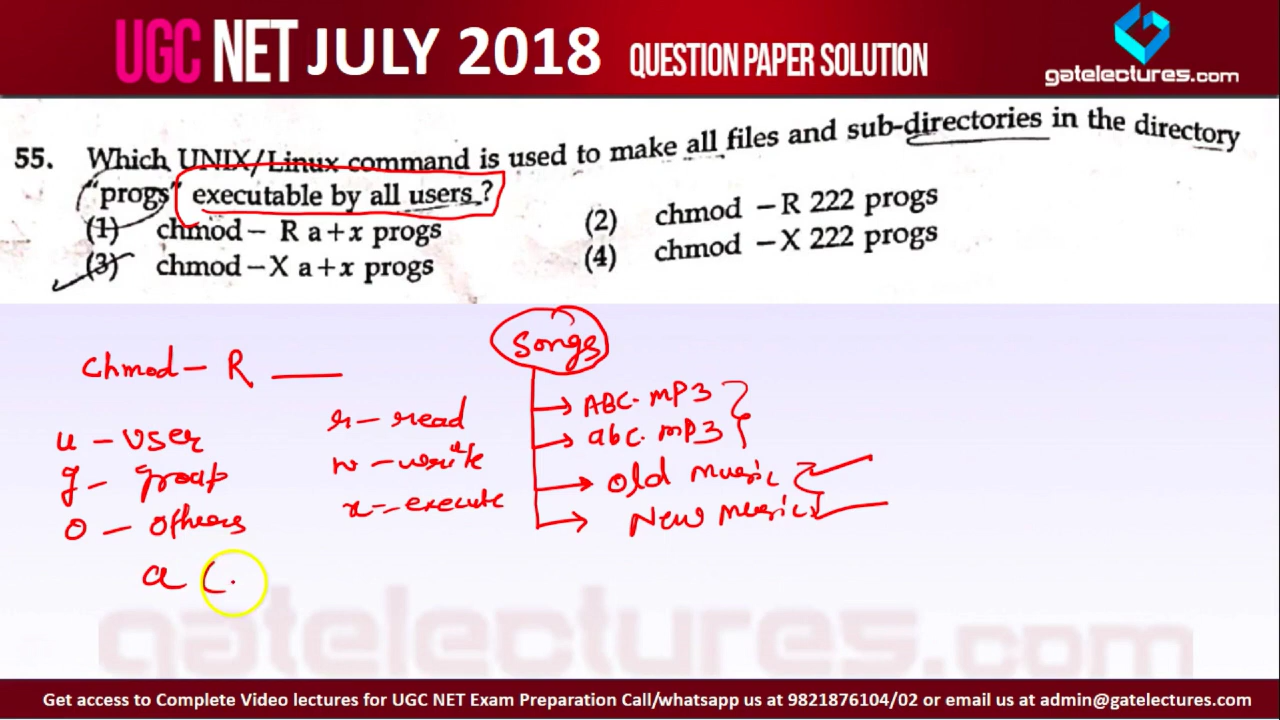 UGC NET JULY 2018 QUESTION PAPER SOLUTION
gatelectures.com
55. Which UNIX/Linux command is used to make all files and sub-directories in the directory
"progs" executable by all users ?
(1) chmod – R a+x progs
(2) chmod – R 222 progs
(3) chmod – X a+x progs
(4) chmod – X 222 progs
chmod – R
u – user
g – group
o – others
a (
r – read
w – write
x – execute
Songs
ABC.mp3
abc.mp3
old music
New music
gatelectures.com
Get access to Complete Video lectures for UGC NET Exam Preparation Call/whatsapp us at 9821876104/02 or email us at admin@gatelectures.com